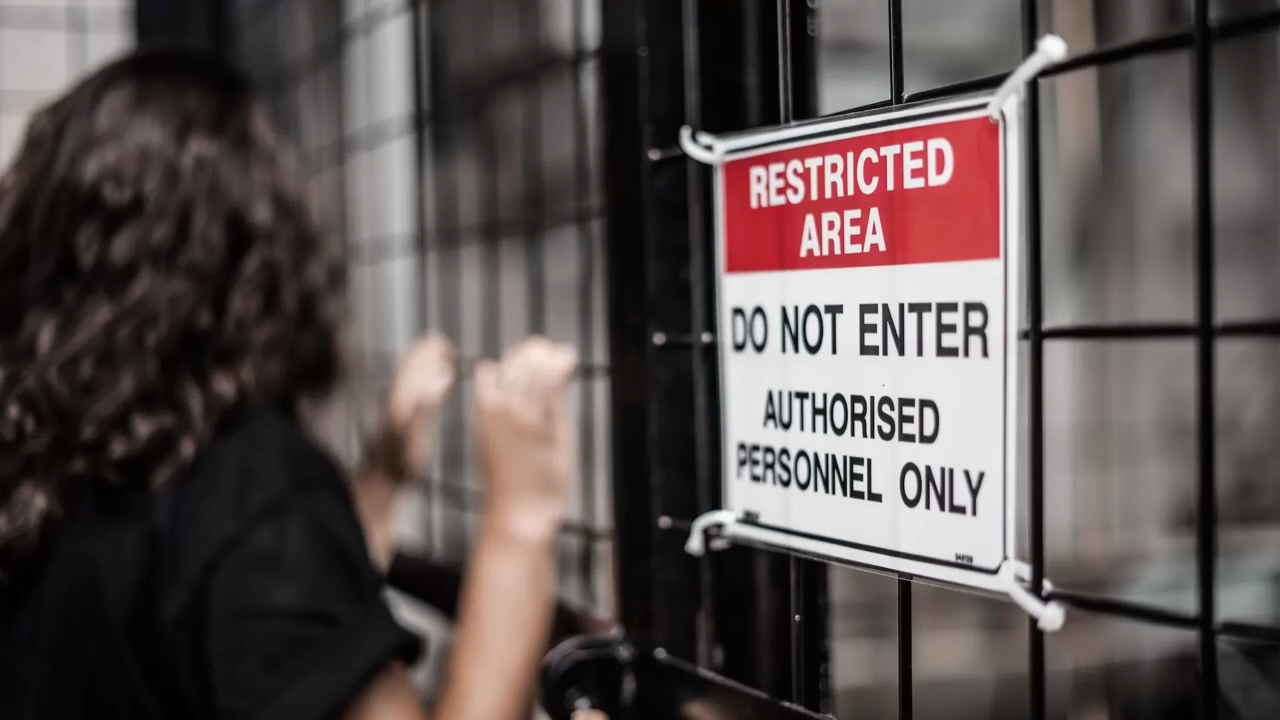 RESTRICTED
AREA
DO NOT ENTER
AUTHORISED
PERSONNEL ONLY